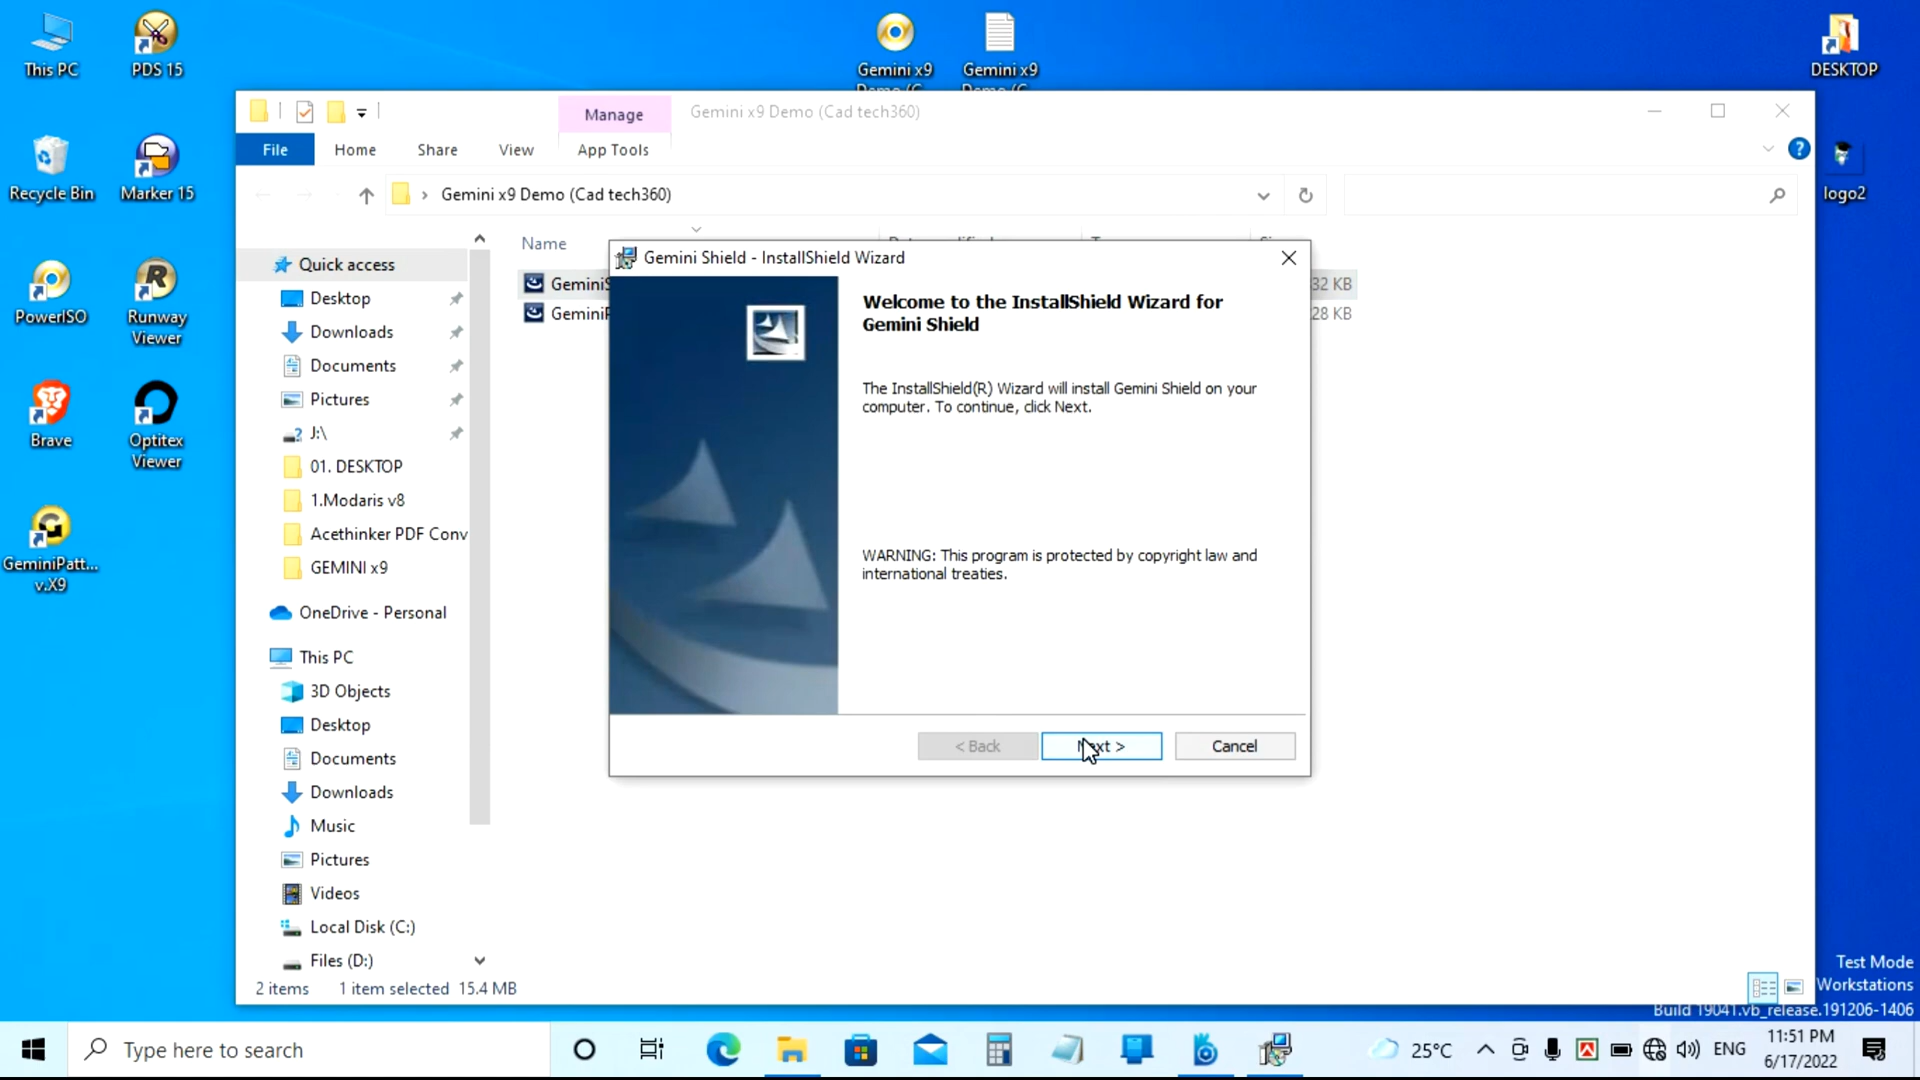 This PC
PDS 15
Gemini x9
Gemini x9
DESKTOP
Recycle Bin
Marker 15
logo2
PowerISO
Runway
Viewer
Brave
Optitex
Viewer
GeminiPatt...
v.X9
Manage
Gemini x9 Demo (Cad tech360)
File
Home
Share
View
App Tools
Gemini x9 Demo (Cad tech360)
Name
Quick access
Desktop
Downloads
Documents
Pictures
J:\
01. DESKTOP
1.Modaris v8
Acethinker PDF Conv
GEMINI x9
OneDrive - Personal
This PC
3D Objects
Desktop
Documents
Downloads
Music
Pictures
Videos
Local Disk (C:)
Files (D:)
32 KB
28 KB
Gemini Shield - InstallShield Wizard
Welcome to the InstallShield Wizard for
Gemini Shield
The InstallShield(R) Wizard will install Gemini Shield on your
computer. To continue, click Next.
WARNING: This program is protected by copyright law and
international treaties.
< Back
Next >
Cancel
2 items
1 item selected 15.4 MB
Test Mode
Workstations
Build 19041.vb_release.191206-1406
Type here to search
25°C
ENG
11:51 PM
6/17/2022